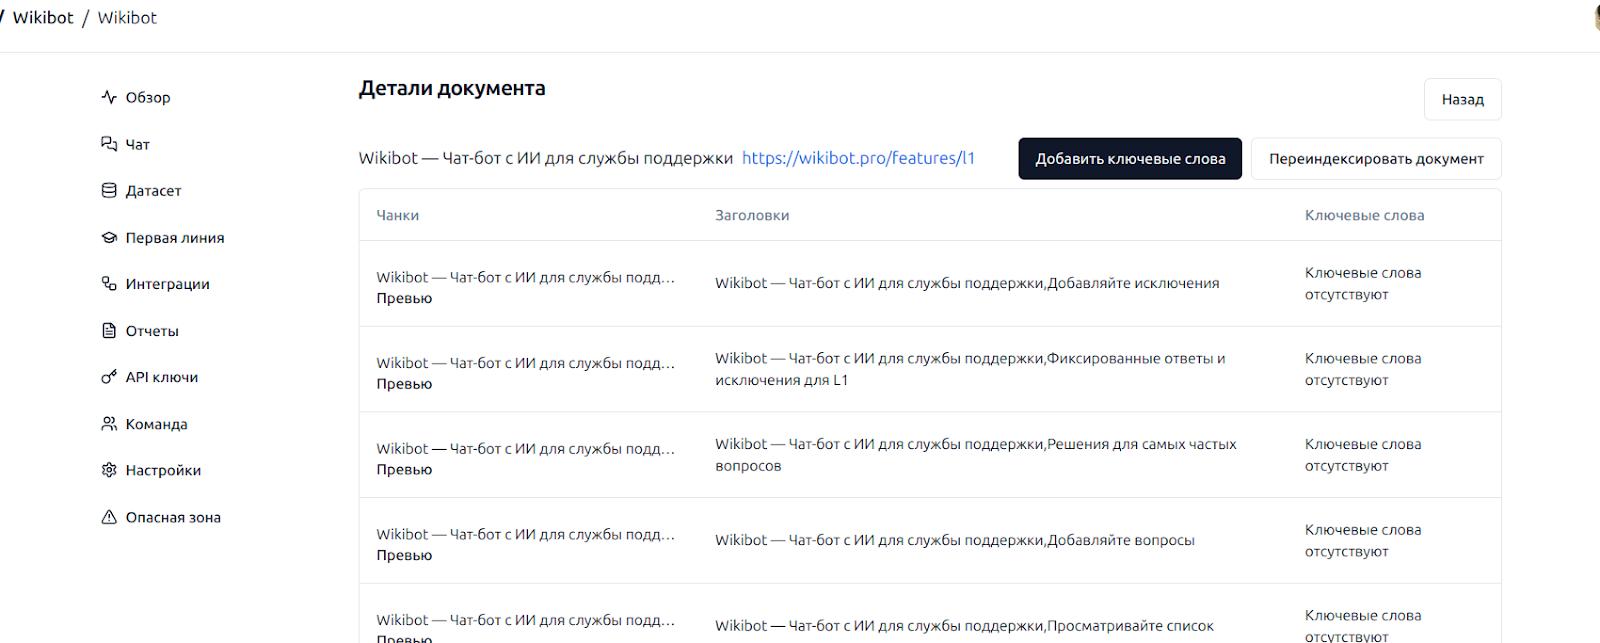 / Wikibot / Wikibot
Обзор
Чат
Датасет
Первая линия
Интеграции
Отчеты
API ключи
Команда
Настройки
Опасная зона
Детали документа
Назад
Wikibot — Чат-бот с ИИ для службы поддержки https://wikibot.pro/features/l1
Добавить ключевые слова
Переиндексировать документ
Чанки Заголовки Ключевые слова
Wikibot — Чат-бот с ИИ для службы подд...
Превью
Wikibot — Чат-бот с ИИ для службы поддержки,Добавляйте исключения
Ключевые слова
отсутствуют
Wikibot — Чат-бот с ИИ для службы подд...
Превью
Wikibot — Чат-бот с ИИ для службы поддержки,Фиксированные ответы и
исключения для L1
Ключевые слова
отсутствуют
Wikibot — Чат-бот с ИИ для службы подд...
Превью
Wikibot — Чат-бот с ИИ для службы поддержки,Решения для самых частых
вопросов
Ключевые слова
отсутствуют
Wikibot — Чат-бот с ИИ для службы подд...
Превью
Wikibot — Чат-бот с ИИ для службы поддержки,Добавляйте вопросы
Ключевые слова
отсутствуют
Wikibot — Чат-бот с ИИ для службы подд...
Превью
Wikibot — Чат-бот с ИИ для службы поддержки,Просматривайте список
Ключевые слова
отсутствуют